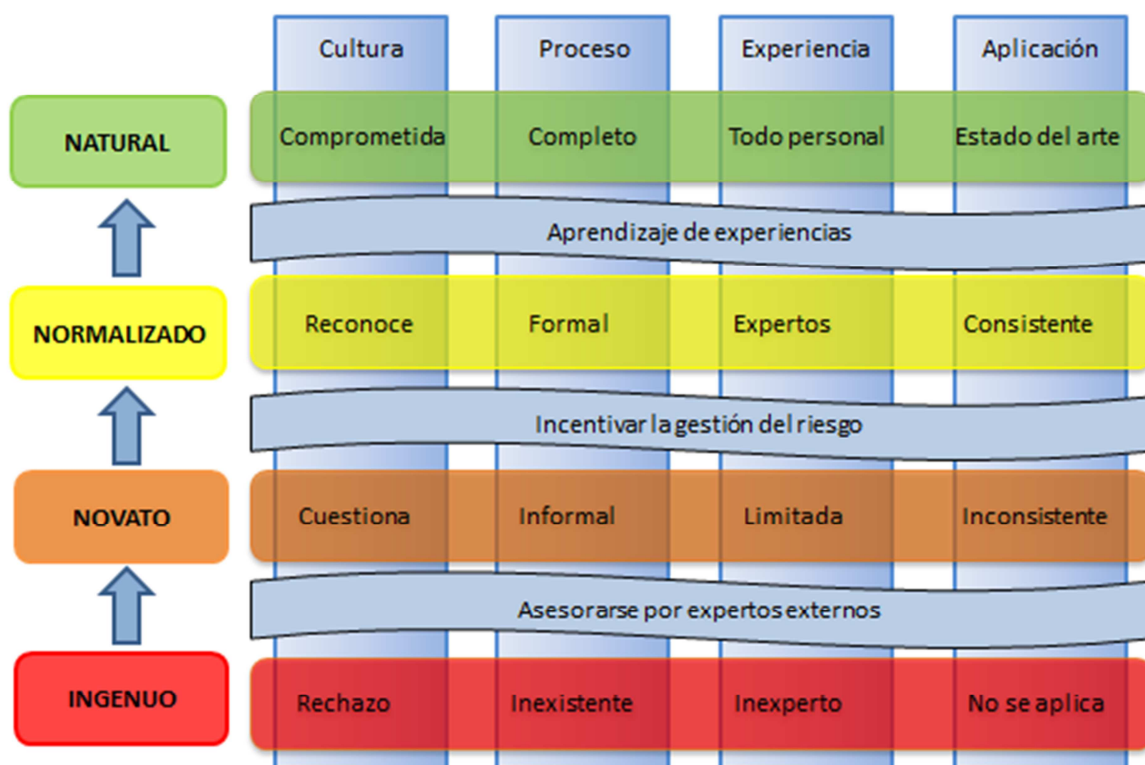 Cultura Proceso Experiencia Aplicación
NATURAL Comprometida Completo Todo personal Estado del arte
Aprendizaje de experiencias
NORMALIZADO Reconoce Formal Expertos Consistente
Incentivar la gestión del riesgo
NOVATO Cuestiona Informal Limitada Inconsistente
Asesorarse por expertos externos
INGENUO Rechazo Inexistente Inexperto No se aplica